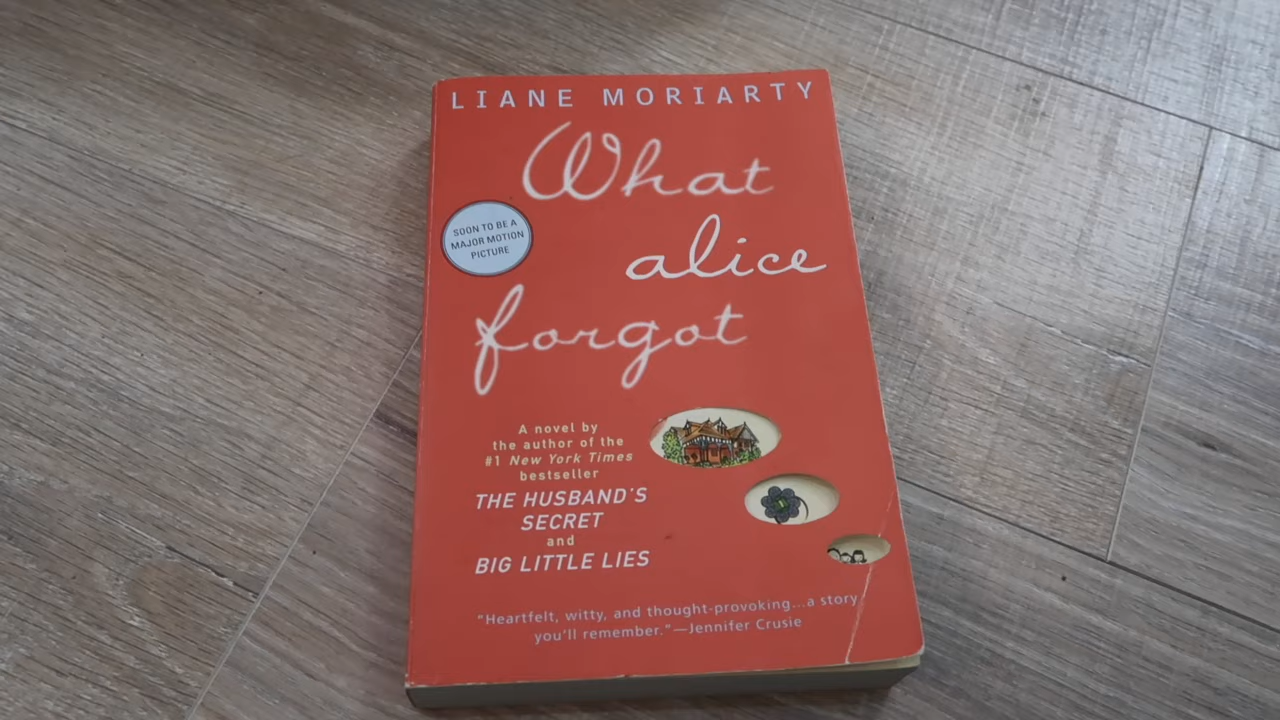 LIANE MORIARTY
What
alice
forgot
SOON TO BE A
MAJOR MOTION
PICTURE
A novel by
the author of the
#1 New York Times
bestseller
THE HUSBAND'S
SECRET
and
BIG LITTLE LIES
"Heartfelt, witty, and thought-provoking...a story
you'll remember."—Jennifer Crusie